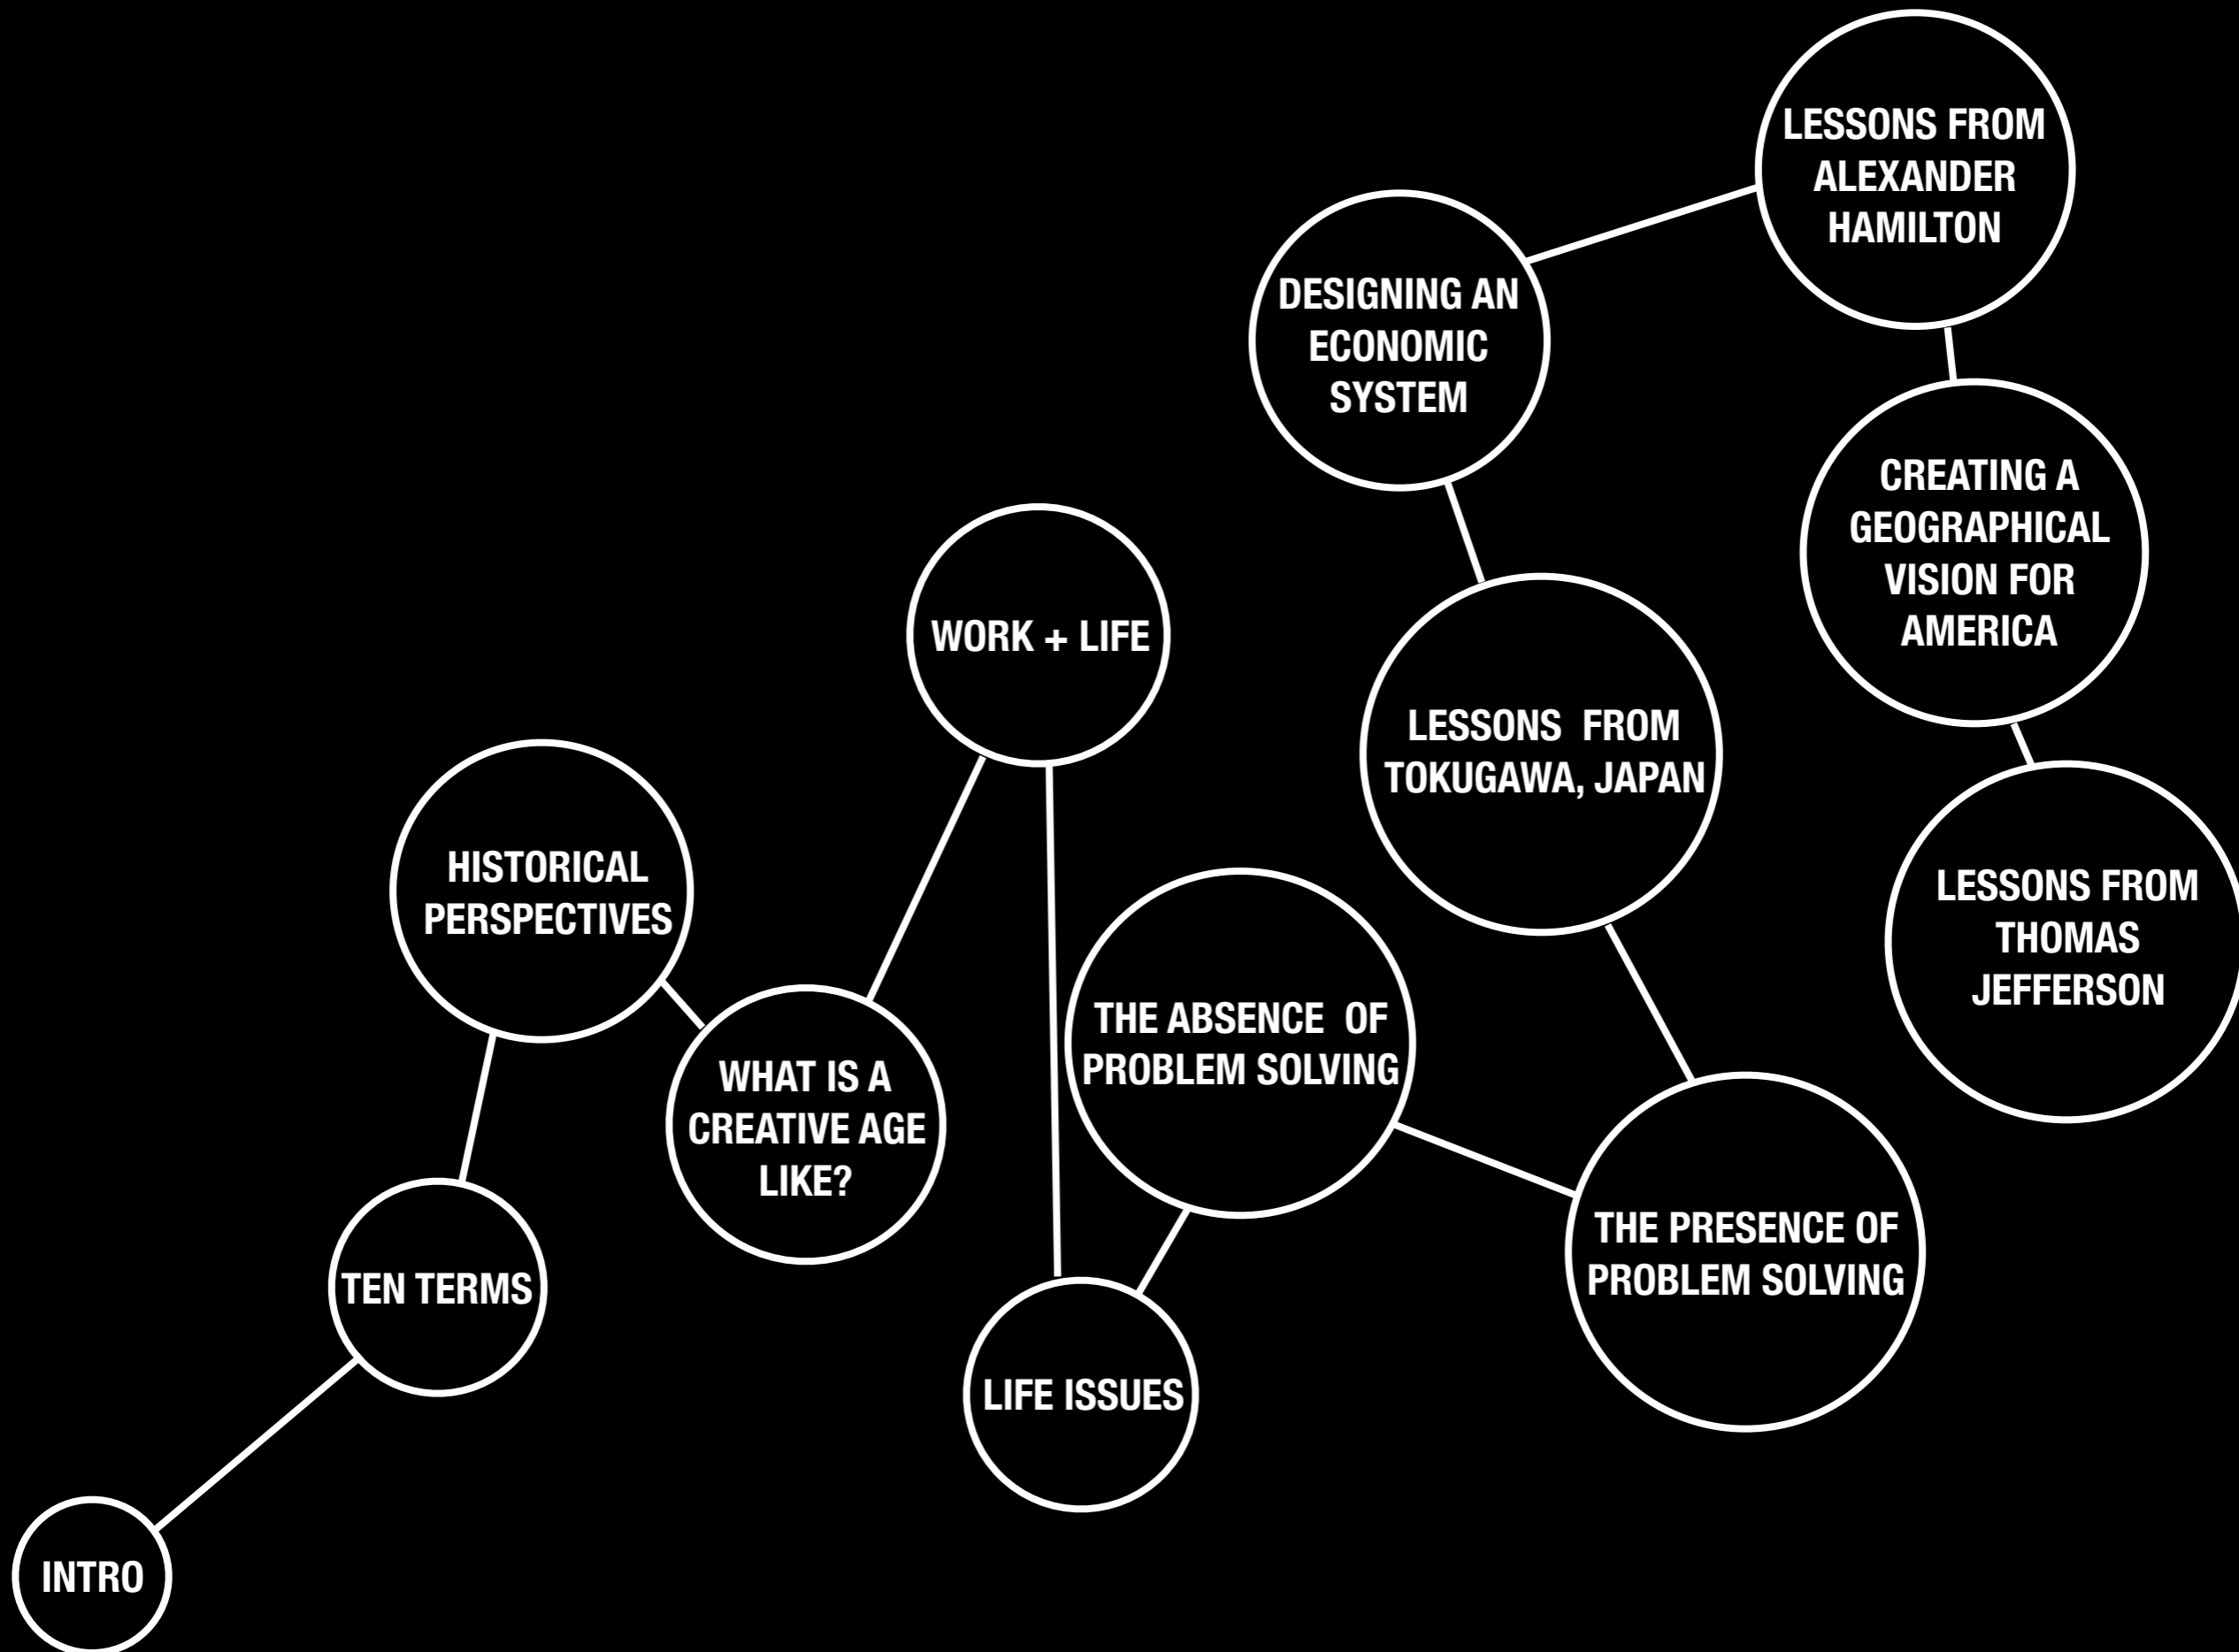 LESSONS FROM
ALEXANDER
HAMILTON
DESIGNING AN
ECONOMIC
SYSTEM
CREATING A
GEOGRAPHICAL
VISION FOR
AMERICA
WORK + LIFE
LESSONS FROM
TOKUGAWA, JAPAN
HISTORICAL
PERSPECTIVES
LESSONS FROM
THOMAS
JEFFERSON
THE ABSENCE OF
PROBLEM SOLVING
WHAT IS A
CREATIVE AGE
LIKE?
THE PRESENCE OF
PROBLEM SOLVING
TEN TERMS
LIFE ISSUES
INTRO